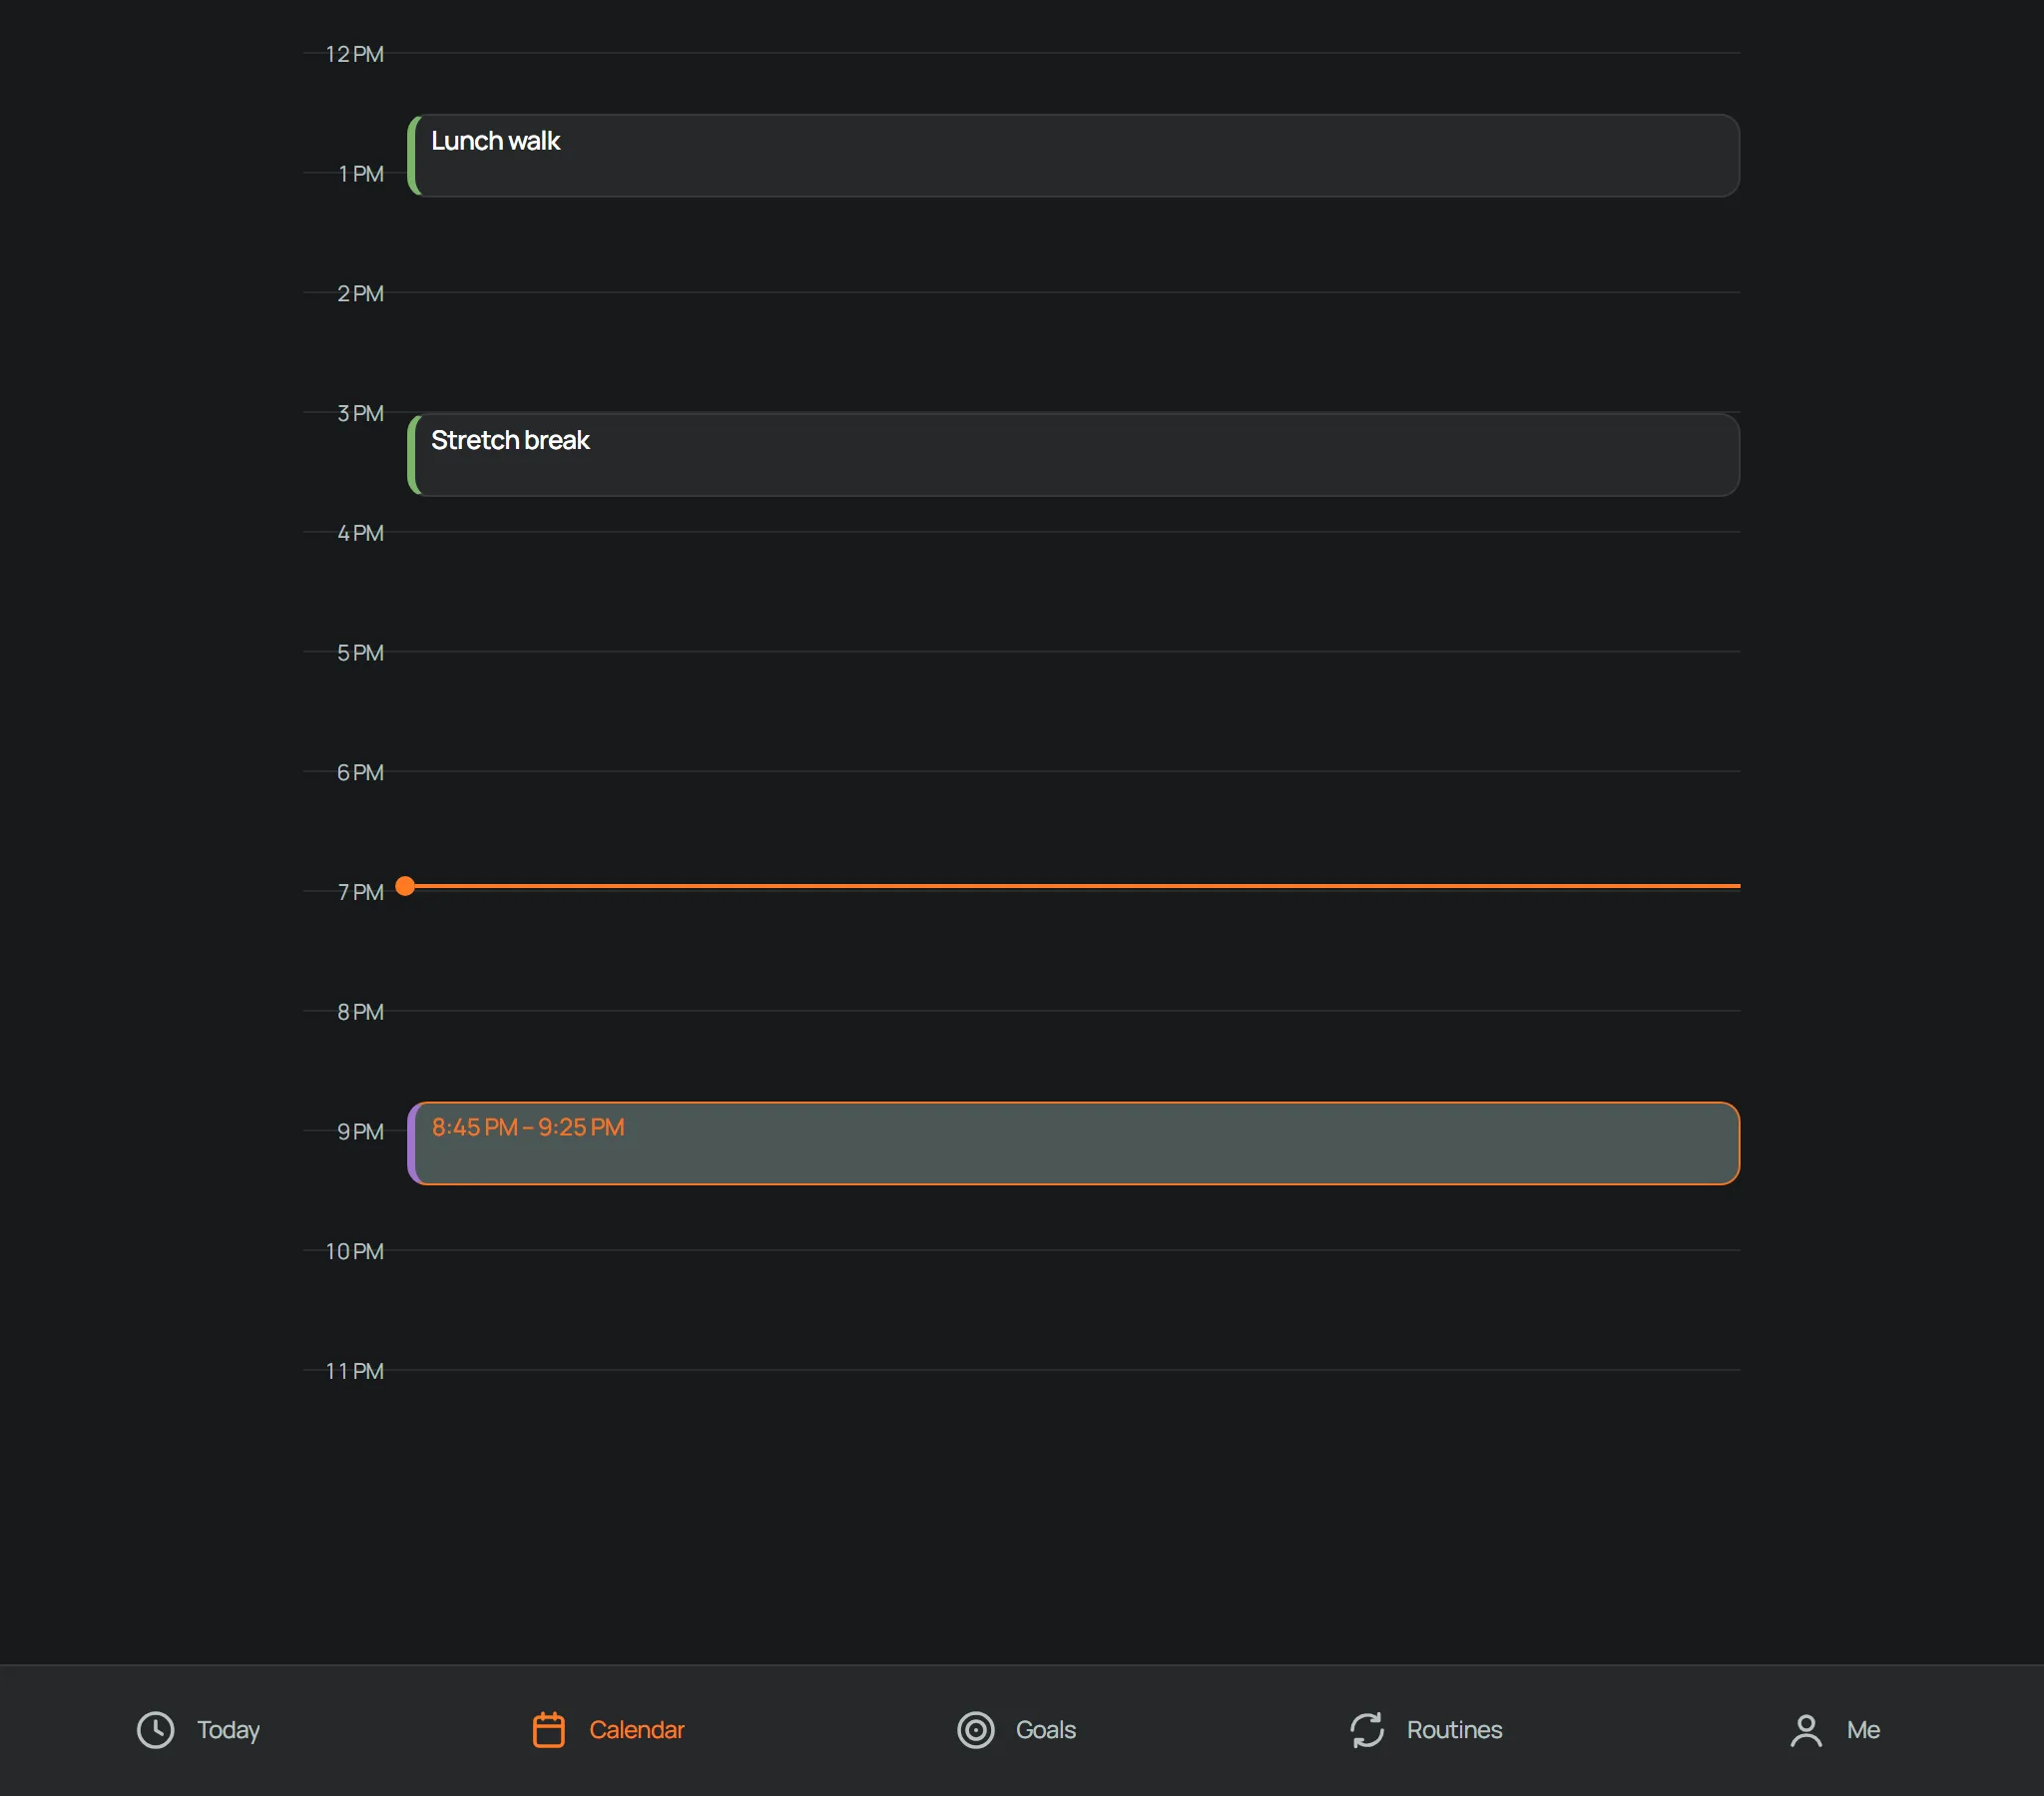 12 PM
Lunch walk
1 PM
2 PM
3 PM
Stretch break
4 PM
5 PM
6 PM
7 PM
8 PM
8:45 PM – 9:25 PM
9 PM
10 PM
11 PM
Today
Calendar
Goals
Routines
Me